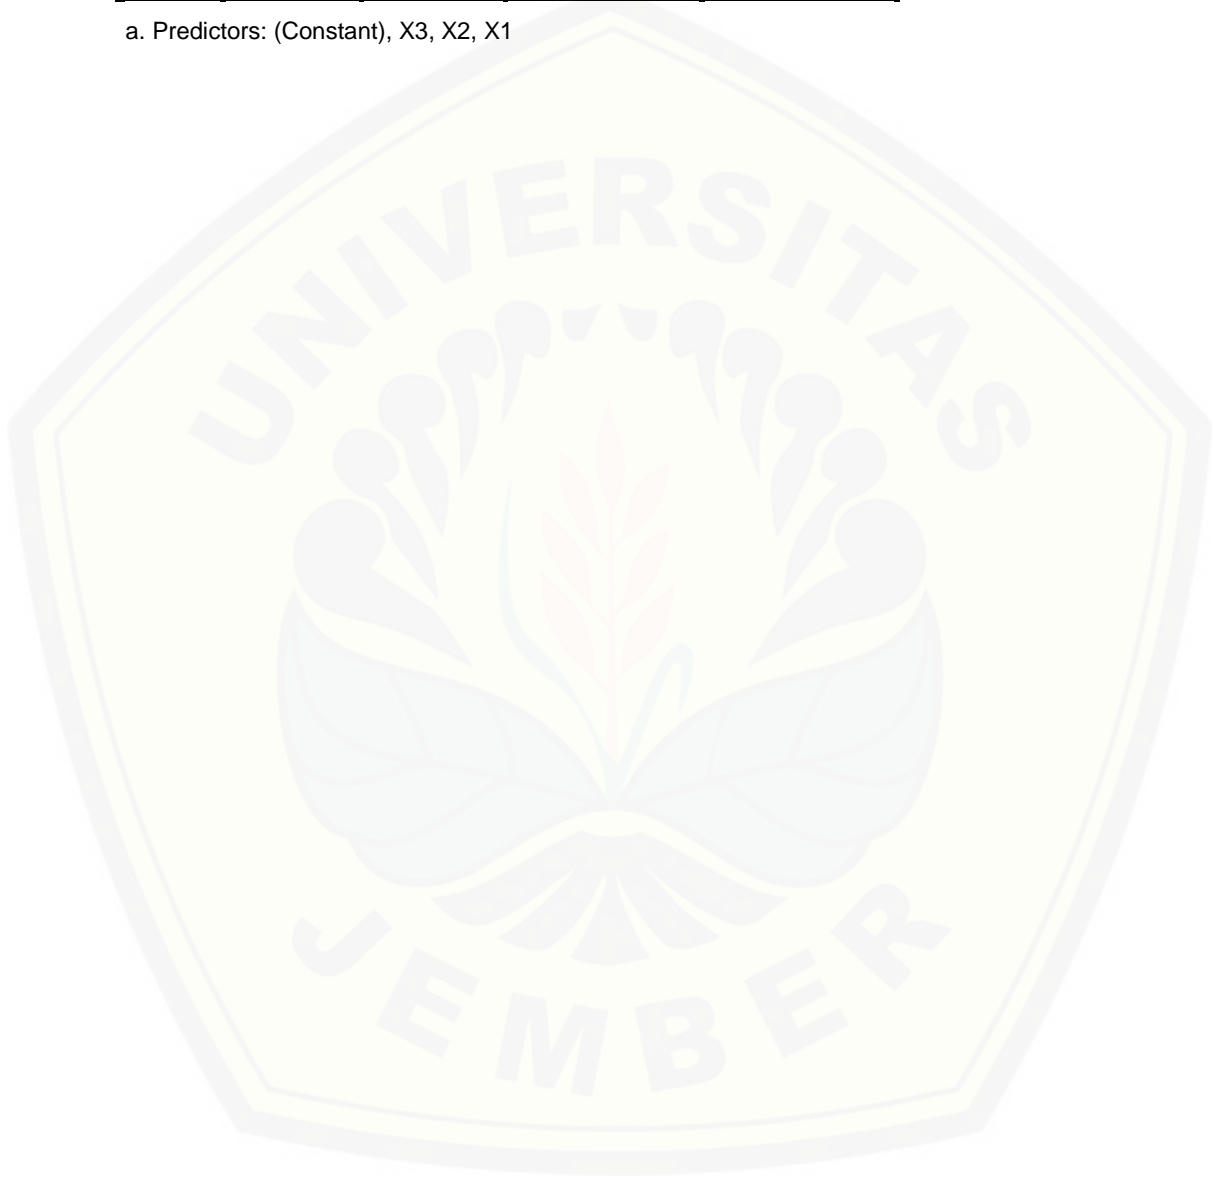 a. Predictors: (Constant), X3, X2, X1
UNIVERSITAS
JEMBER